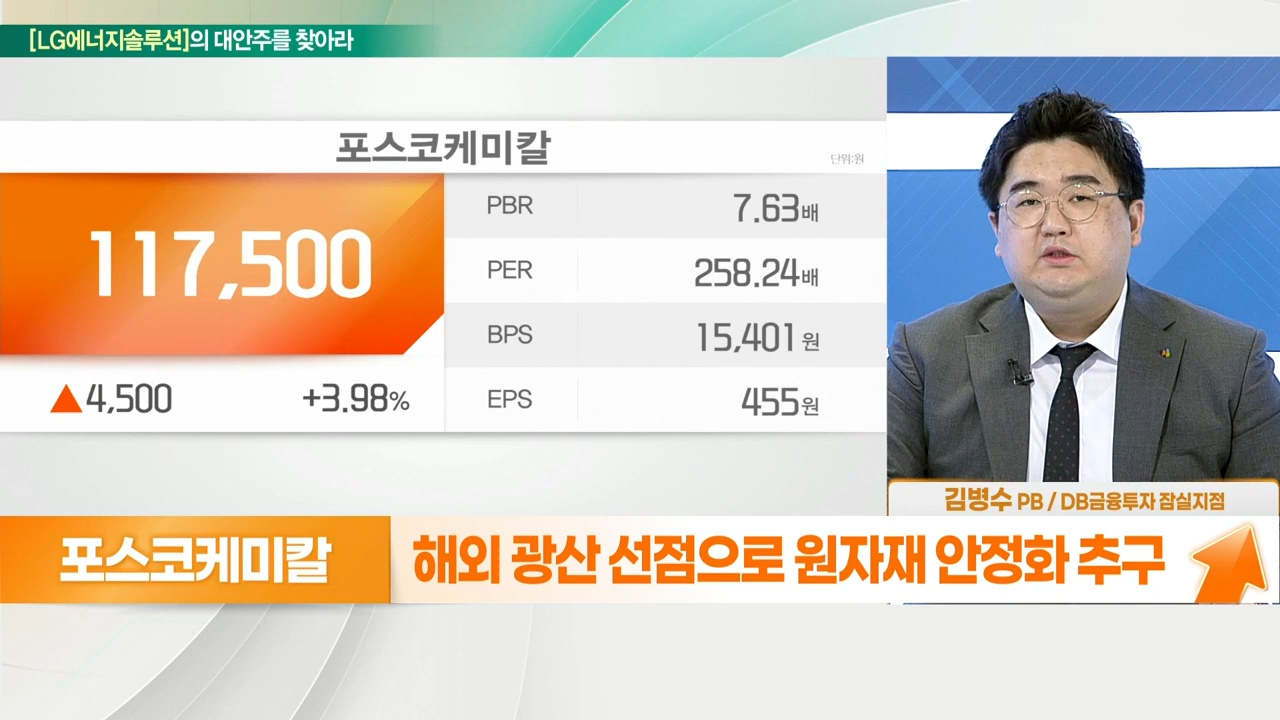 [LG에너지솔루션]의 대안주를 찾아라
포스코케미칼
단위:원
117,500
▲4,500 +3.98%
PBR 7.63배
PER 258.24배
BPS 15,401원
EPS 455원
김병수 PB / DB금융투자 잠실지점
포스코케미칼
해외 광산 선점으로 원자재 안정화 추구